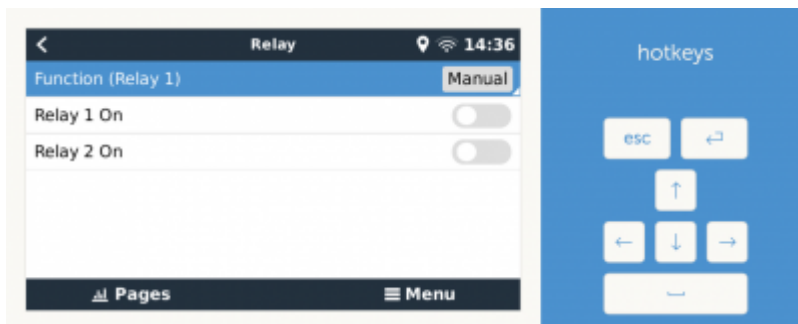 Relay
14:36
Function (Relay 1)
Manual
Relay 1 On
Relay 2 On
Pages
Menu
hotkeys
esc